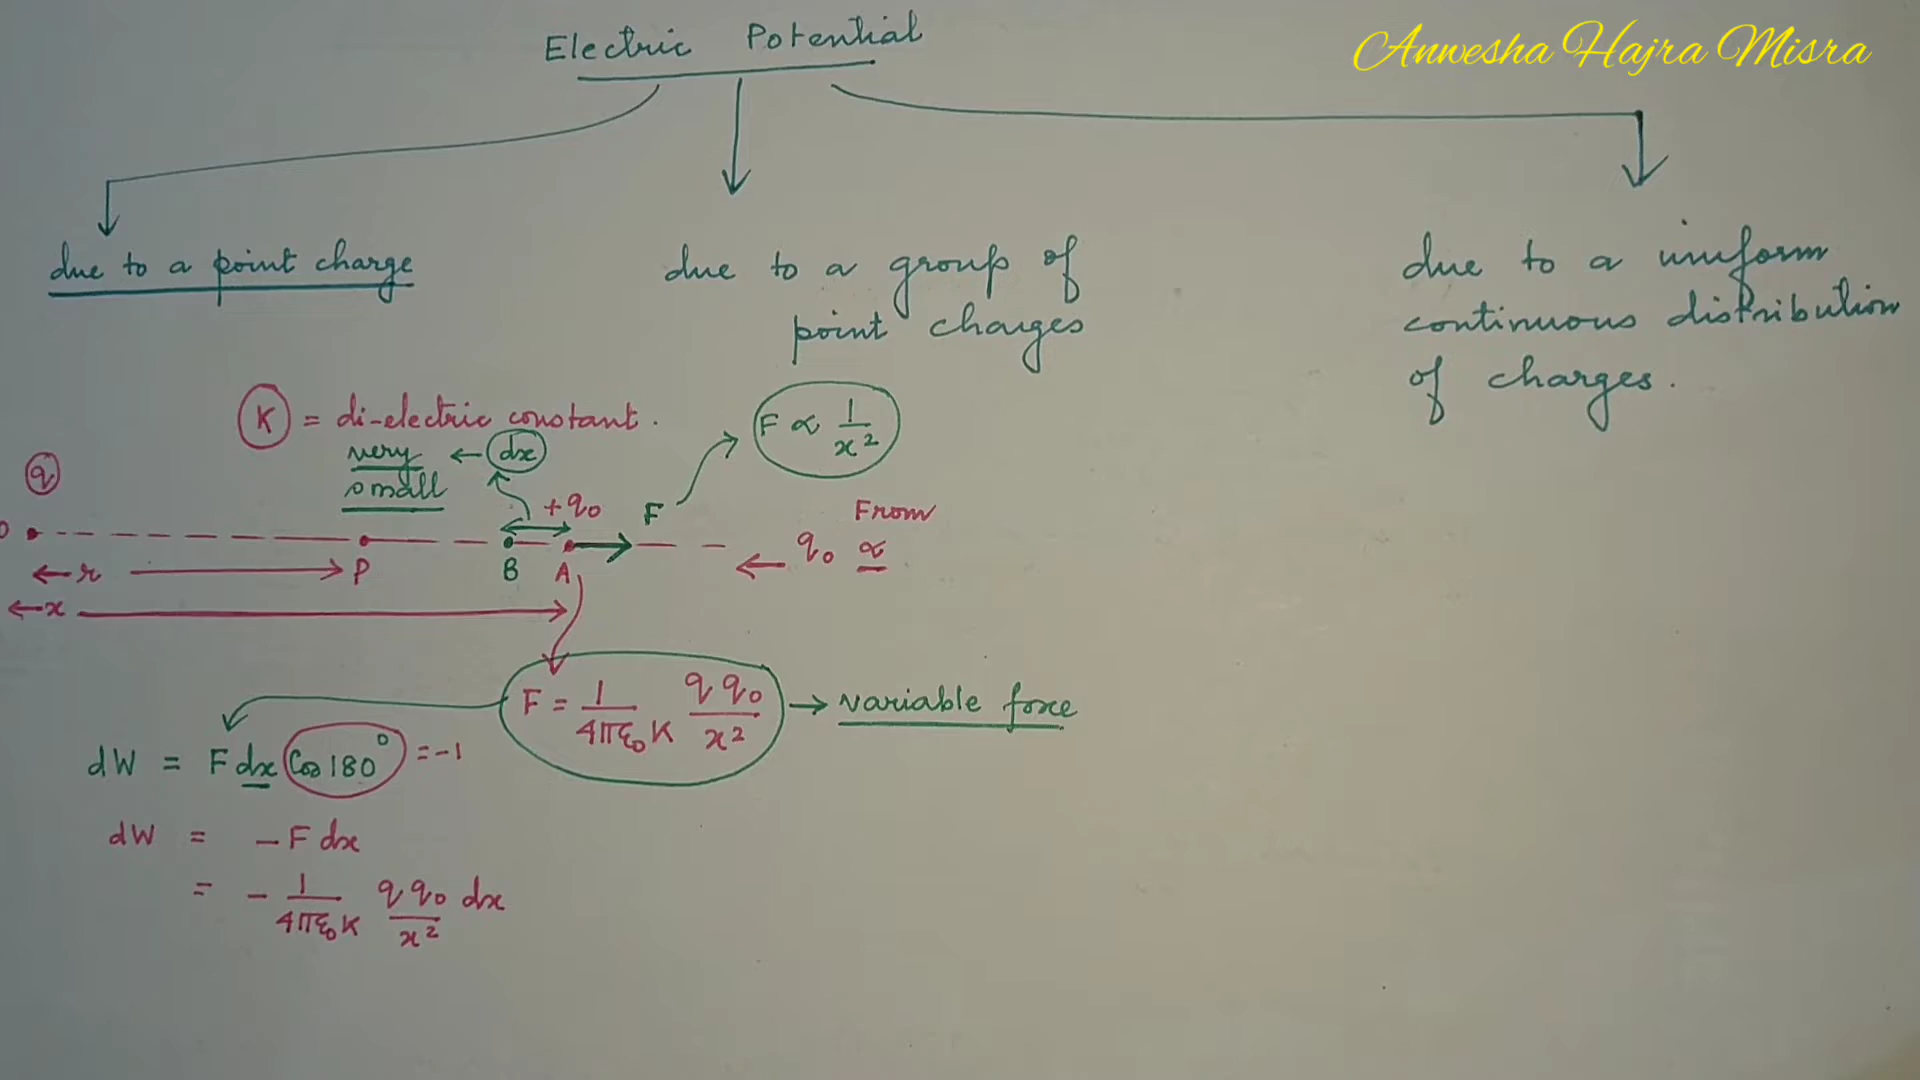 Electric Potential
Anwesha Hajra Misra
due to a point charge
due to a group of
point charges
due to a uniform
continuous distribution
of charges.
K = di-electric constant.
very ← dx
small
F ∝ 1/x²
q
+q₀
F
From
q₀ ∝
r
P
B
A
x
F = 1/4πε₀K qq₀/x² → variable force
dW = F dx Cos 180° = -1
dW = - F dx
= - 1/4πε₀K qq₀/x² dx